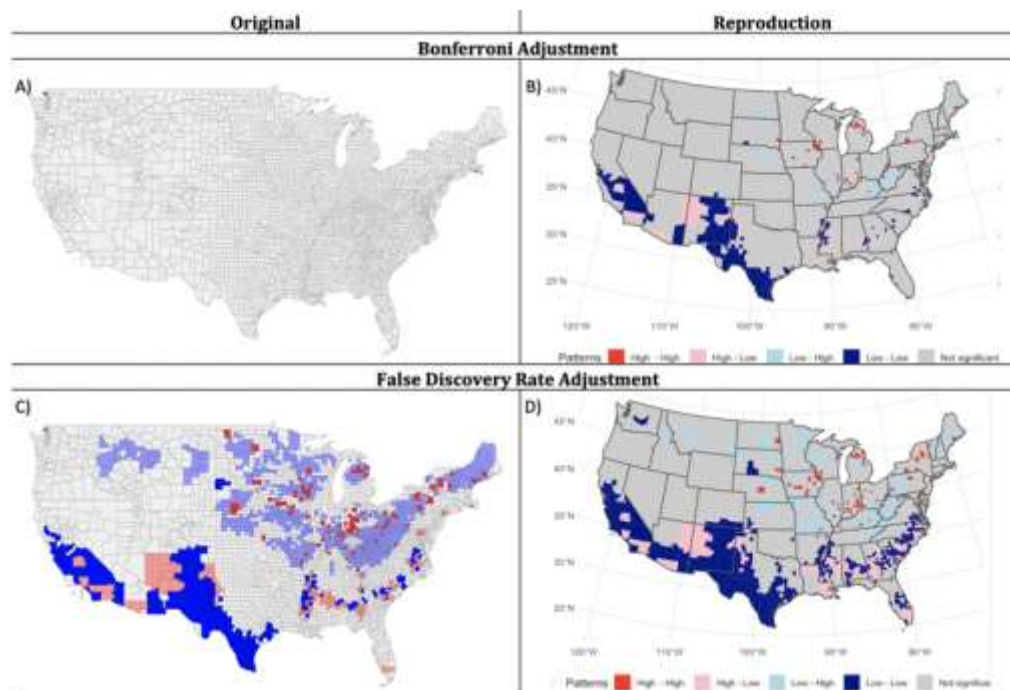 Original Reproduction
Bonferroni Adjustment
A) B)
45°N
40°N
35°N
30°N
25°N
120°W 110°W 100°W 90°W 80°W
Patterns High - High High - Low Low - High Low - Low Not significant
False Discovery Rate Adjustment
C) D)
45°N
40°N
35°N
30°N
25°N
110°W 100°W 90°W 80°W
Patterns High - High High - Low Low - High Low - Low Not significa